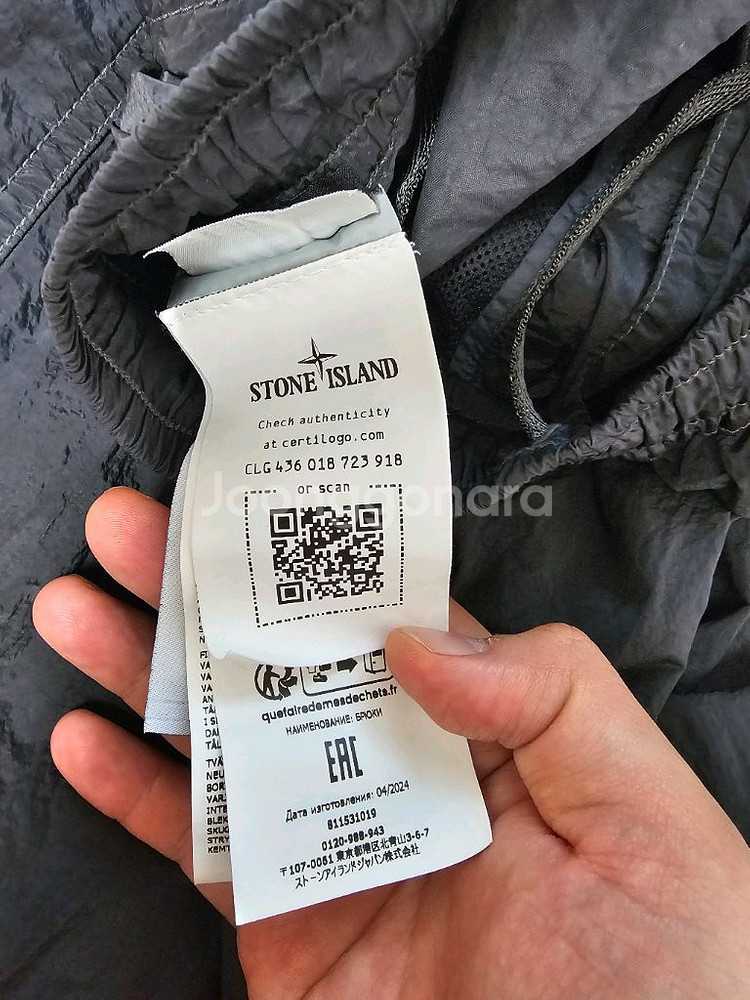 STONE ISLAND
Check authenticity
at certilogo.com
CLG 436 018 723 918
or scan
Joonggonara
quefairedemesdechets.fr
НАИМЕНОВАНИЕ: БРЮКИ
EAC
Дата изготовления: 04/2024
811531019
0120-988-943
〒107-0061 東京都港区北青山3-6-7
ストーンアイランドジャパン株式会社